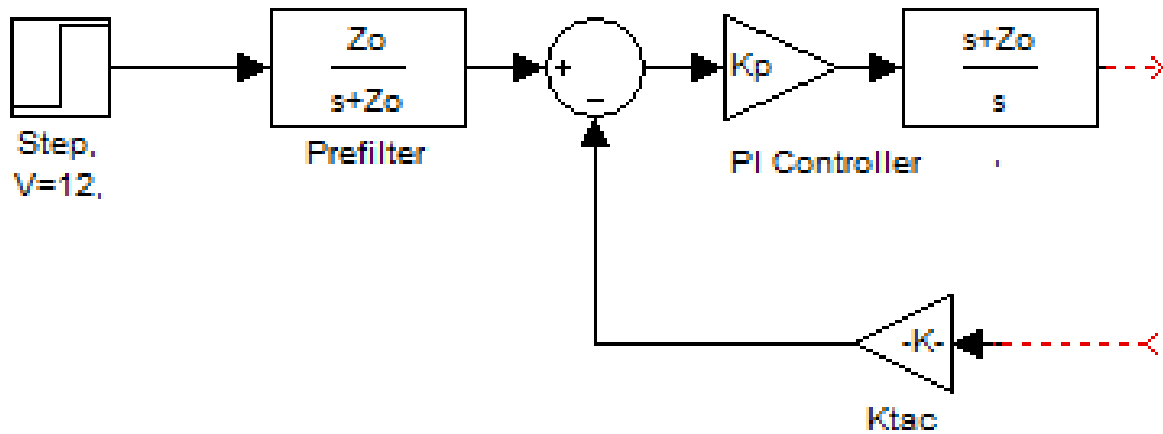 Step,
V=12,
Zo
s+Zo
Prefilter
+
−
Kp
PI Controller
s+Zo
s
,
-K-
Ktac